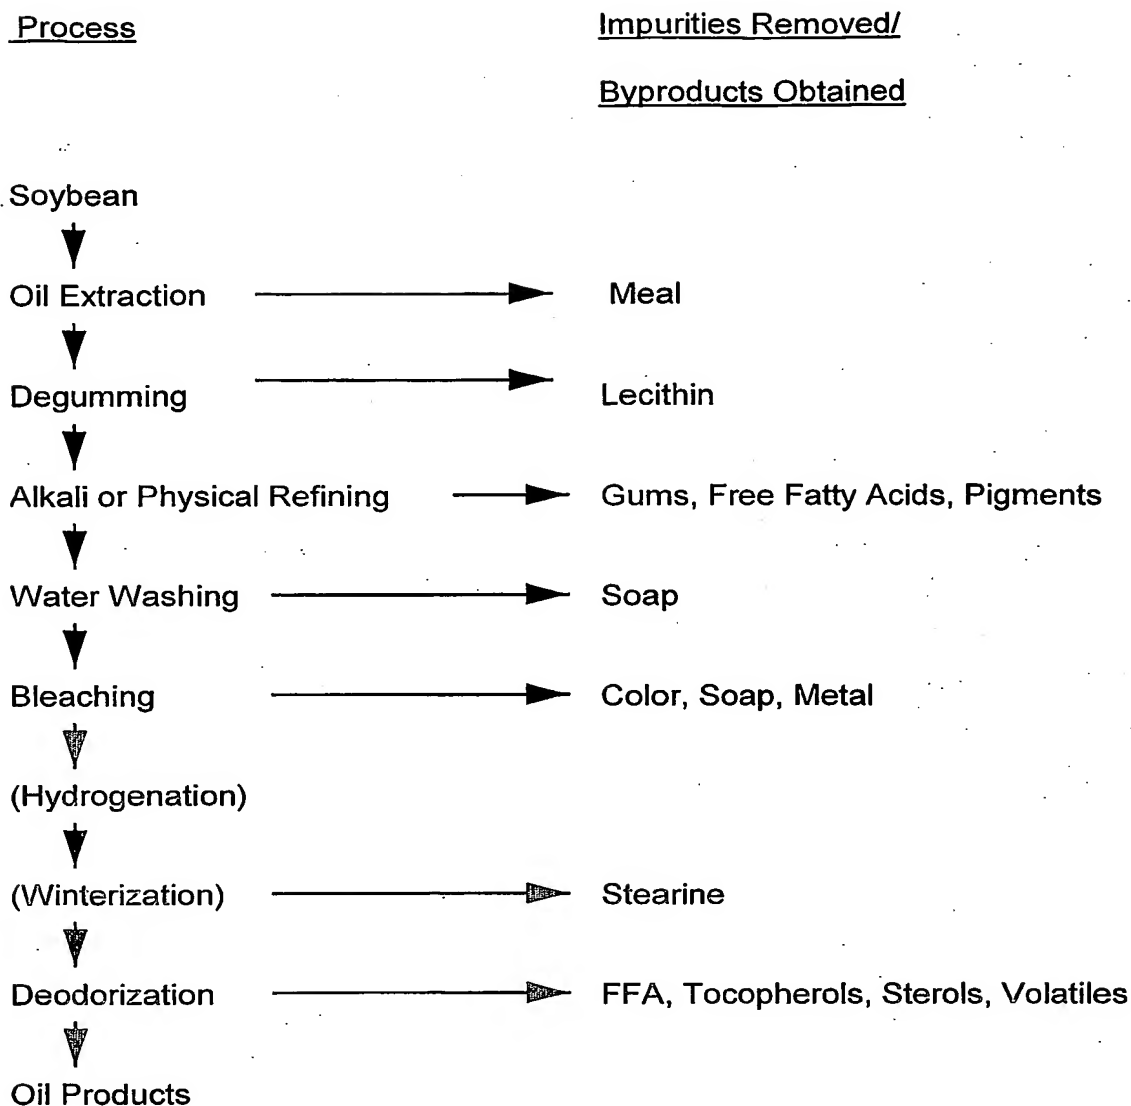 Process
Impurities Removed/
Byproducts Obtained
Soybean
Oil Extraction
Meal
Degumming
Lecithin
Alkali or Physical Refining
Gums, Free Fatty Acids, Pigments
Water Washing
Soap
Bleaching
Color, Soap, Metal
(Hydrogenation)
(Winterization)
Stearine
Deodorization
FFA, Tocopherols, Sterols, Volatiles
Oil Products